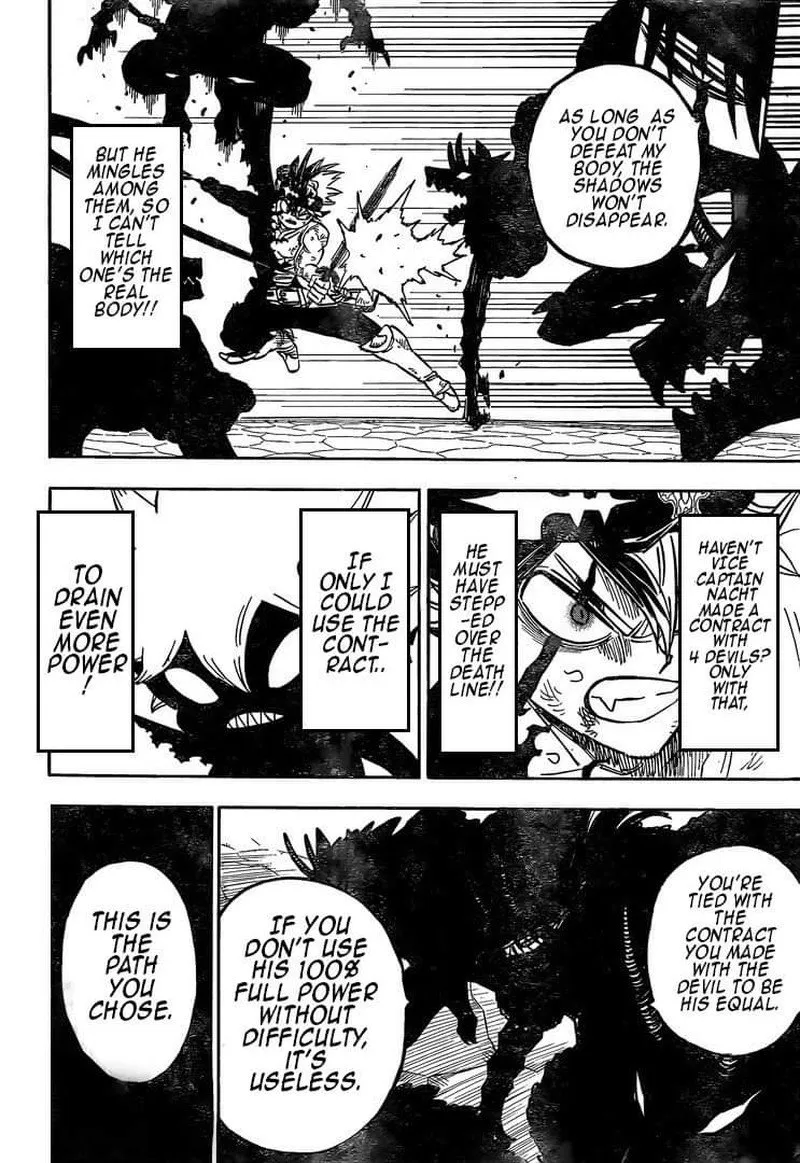 AS LONG AS
YOU DON'T
DEFEAT MY
BODY, THE
SHADOWS
WON'T
DISAPPEAR.
BUT HE
MINGLES
AMONG
THEM, SO
I CAN'T
TELL
WHICH
ONE'S THE
REAL
BODY!!
HAVEN'T
VICE
CAPTAIN
NACHT
MADE A
CONTRACT
WITH
4 DEVILS?
ONLY
WITH
THAT,
HE
MUST
HAVE
STEPP
-ED
OVER
THE
DEATH
LINE!!
IF
ONLY I
COULD
USE THE
CONT-
RACT..
TO
DRAIN
EVEN
MORE
POWER
!
YOU'RE
TIED WITH
THE
CONTRACT
YOU MADE
WITH THE
DEVIL TO BE
HIS EQUAL.
IF YOU
DON'T USE
HIS 100%
FULL POWER
WITHOUT
DIFFICULTY,
IT'S
USELESS.
THIS IS
THE
PATH
YOU
CHOSE.